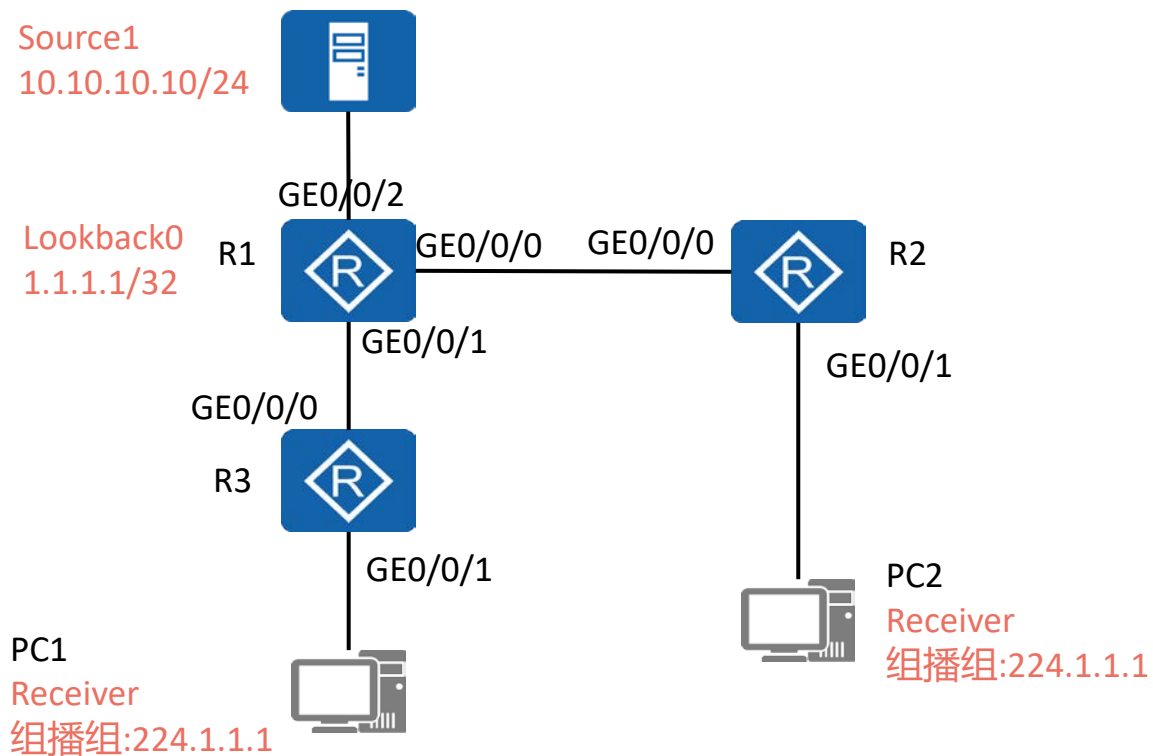 Source1
10.10.10.10/24
GE0/0/2
Lookback0
1.1.1.1/32
R1
R
GE0/0/0
GE0/0/0
R
R2
GE0/0/1
GE0/0/1
GE0/0/0
R3
R
GE0/0/1
PC2
Receiver
组播组:224.1.1.1
PC1
Receiver
组播组:224.1.1.1